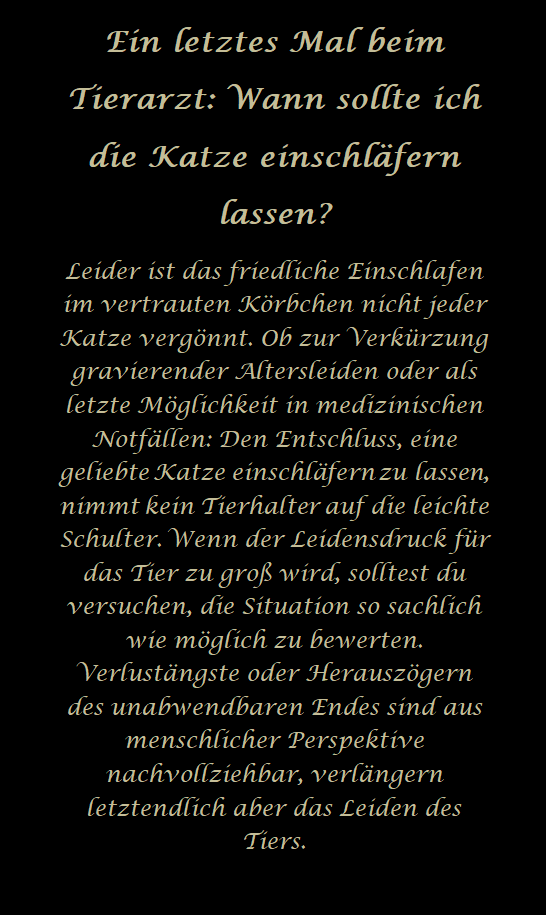 Ein letztes Mal beim
Tierarzt: Wann sollte ich
die Katze einschläfern
lassen?
Leider ist das friedliche Einschlafen
im vertrauten Körbchen nicht jeder
Katze vergönnt. Ob zur Verkürzung
gravierender Altersleiden oder als
letzte Möglichkeit in medizinischen
Notfällen: Den Entschluss, eine
geliebte Katze einschläfern zu lassen,
nimmt kein Tierhalter auf die leichte
Schulter. Wenn der Leidensdruck für
das Tier zu groß wird, solltest du
versuchen, die Situation so sachlich
wie möglich zu bewerten.
Verlustängste oder Herauszögern
des unabwendbaren Endes sind aus
menschlicher Perspektive
nachvollziehbar, verlängern
letztendlich aber das Leiden des
Tiers.